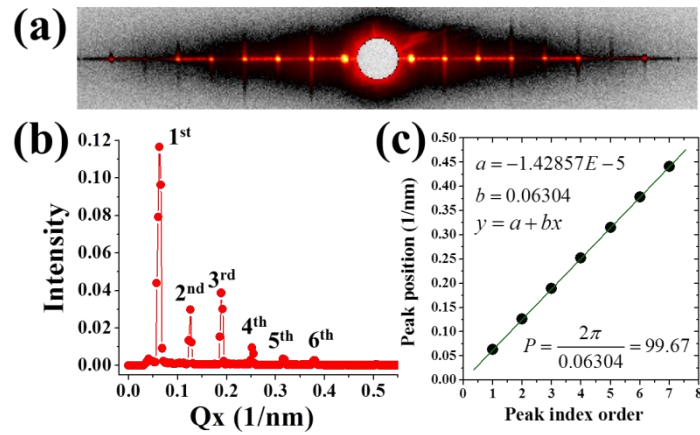 (a)
(b)
Intensity
0.12
0.10
0.08
0.06
0.04
0.02
0.00
1st
2nd
3rd
4th
5th
6th
0.0 0.1 0.2 0.3 0.4 0.5
Qx (1/nm)
(c)
Peak position (1/nm)
0.50
0.45
0.40
0.35
0.30
0.25
0.20
0.15
0.10
0.05
0.00
a = −1.42857E − 5
b = 0.06304
y = a + bx
P = 2π / 0.06304 = 99.67
0 1 2 3 4 5 6 7 8
Peak index order